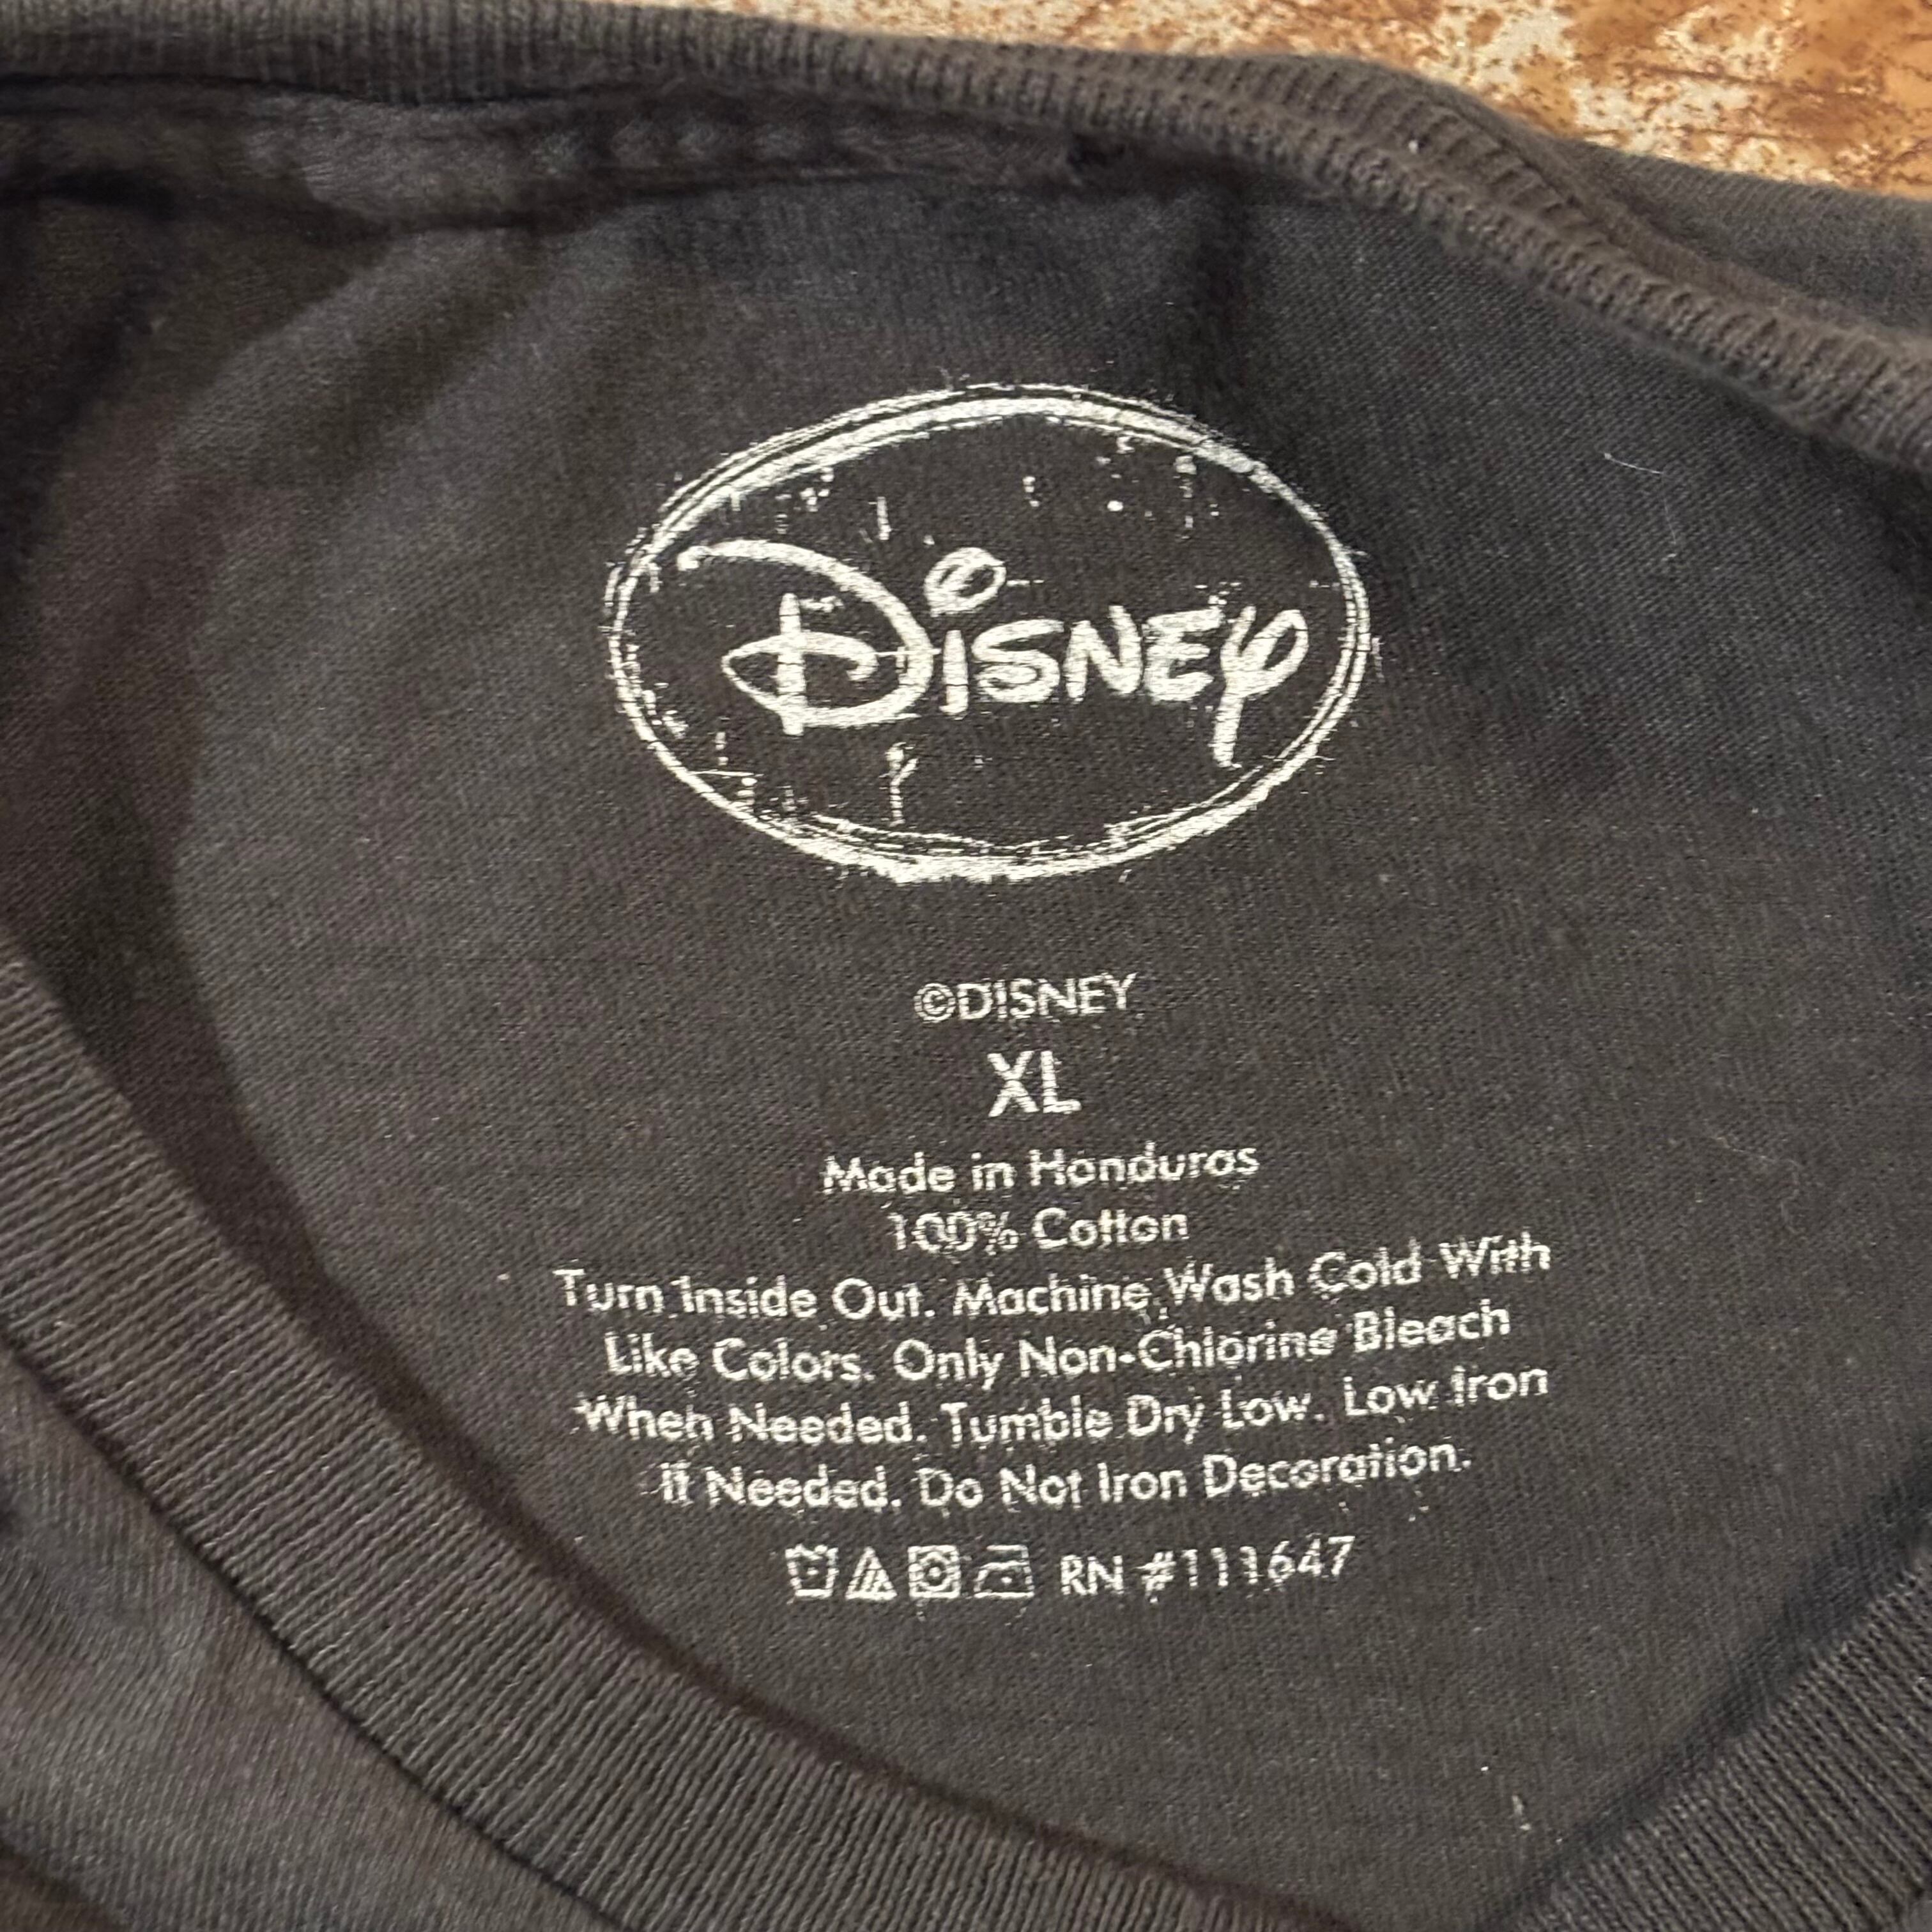 Disney
©DISNEY
XL
Made in Honduras
100% Cotton
Turn Inside Out. Machine Wash Cold With
Like Colors. Only Non-Chlorine Bleach
When Needed. Tumble Dry Low. Low Iron
If Needed. Do Not Iron Decoration.
RN #111647